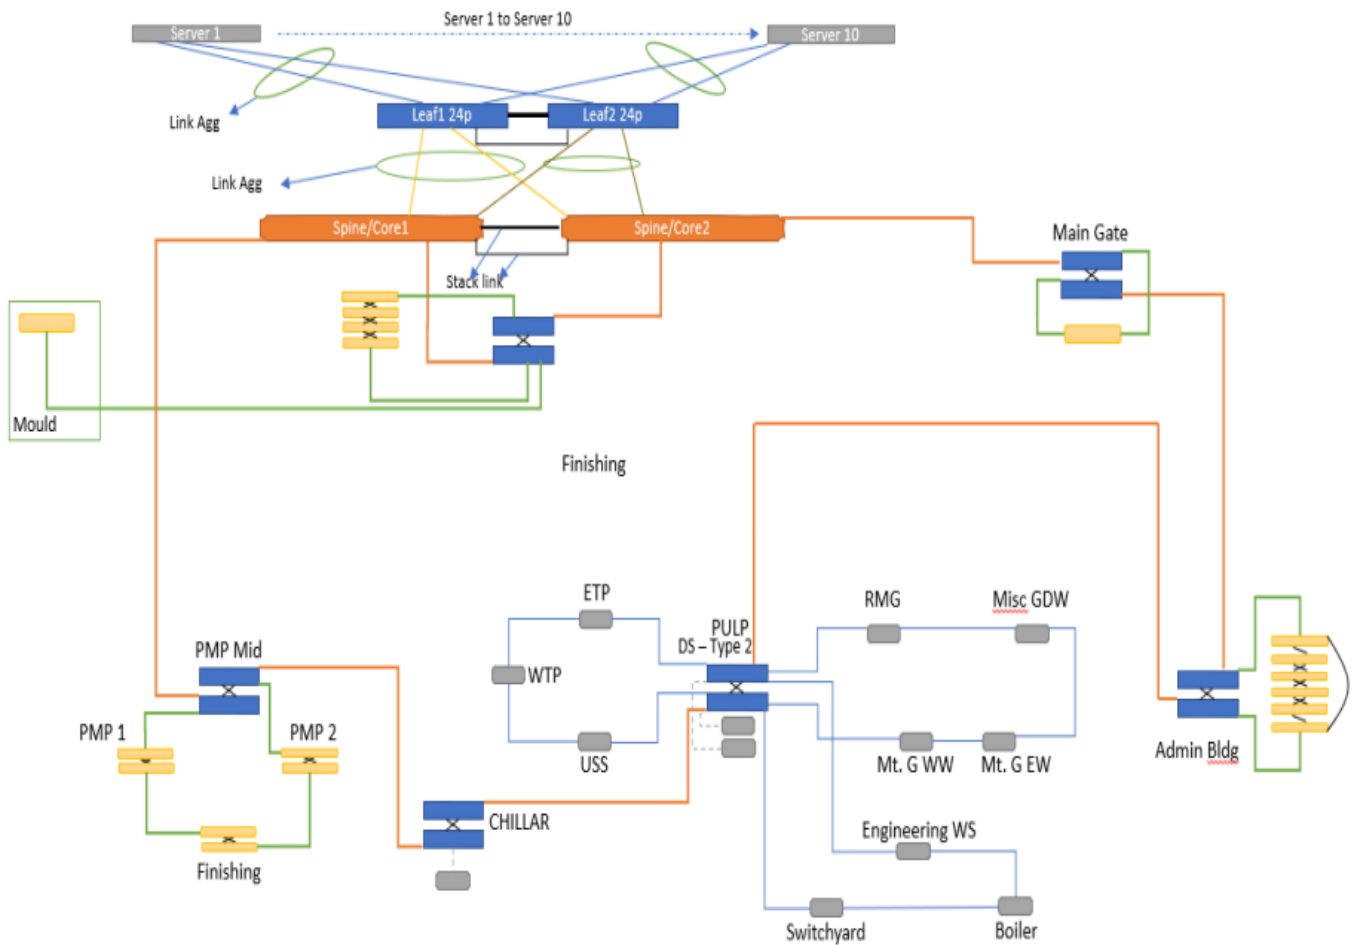 Server 1 to Server 10
Server 1
Server 10
Leaf1 24p
Leaf2 24p
Link Agg
Link Agg
Spine/Core1
Spine/Core2
Main Gate
Stack link
Mould
Finishing
ETP
RMG
Misc GDW
PULP
DS – Type 2
PMP Mid
WTP
PMP 1
PMP 2
USS
Mt. G WW
Mt. G EW
Admin Bldg
CHILLAR
Engineering WS
Finishing
Switchyard
Boiler